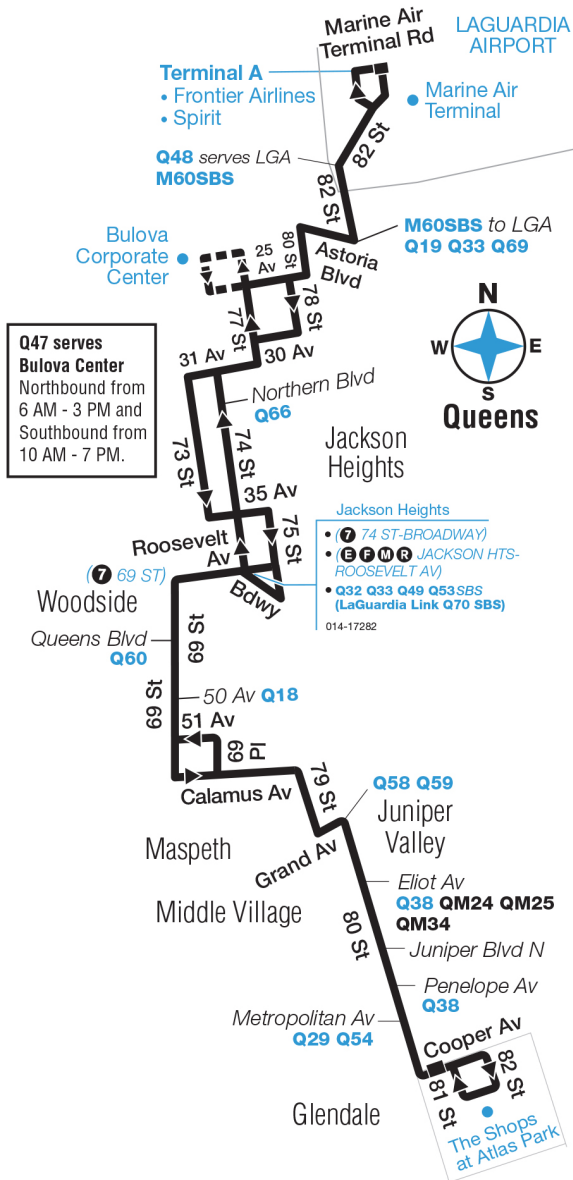 Marine Air
Terminal Rd
LAGUARDIA
AIRPORT
Terminal A
• Frontier Airlines
• Spirit
Marine Air
Terminal
82 St
Q48 serves LGA
M60SBS
82 St
M60SBS to LGA
Q19 Q33 Q69
Bulova
Corporate
Center
25
Av
80 St
Astoria
Blvd
78 St
77 St
N
W
E
S
Queens
Q47 serves
Bulova Center
Northbound from
6 AM - 3 PM and
Southbound from
10 AM - 7 PM.
31 Av
30 Av
Northern Blvd
Q66
73 St
74 St
Jackson
Heights
35 Av
75 St
Roosevelt
Av
Bdwy
Jackson Heights
• (7 74 ST-BROADWAY)
• (E F M R JACKSON HTS-
ROOSEVELT AV)
• Q32 Q33 Q49 Q53SBS
(LaGuardia Link Q70 SBS)
014-17282
(7 69 ST)
Woodside
Queens Blvd
Q60
69 St
69 St
50 Av Q18
51 Av
69 Pl
Calamus Av
79 St
Q58 Q59
Juniper
Valley
Grand Av
Maspeth
Middle Village
Eliot Av
Q38 QM24 QM25
QM34
80 St
Juniper Blvd N
Penelope Av
Q38
Metropolitan Av
Q29 Q54
Cooper Av
82 St
81 St
Glendale
The Shops
at Atlas Park